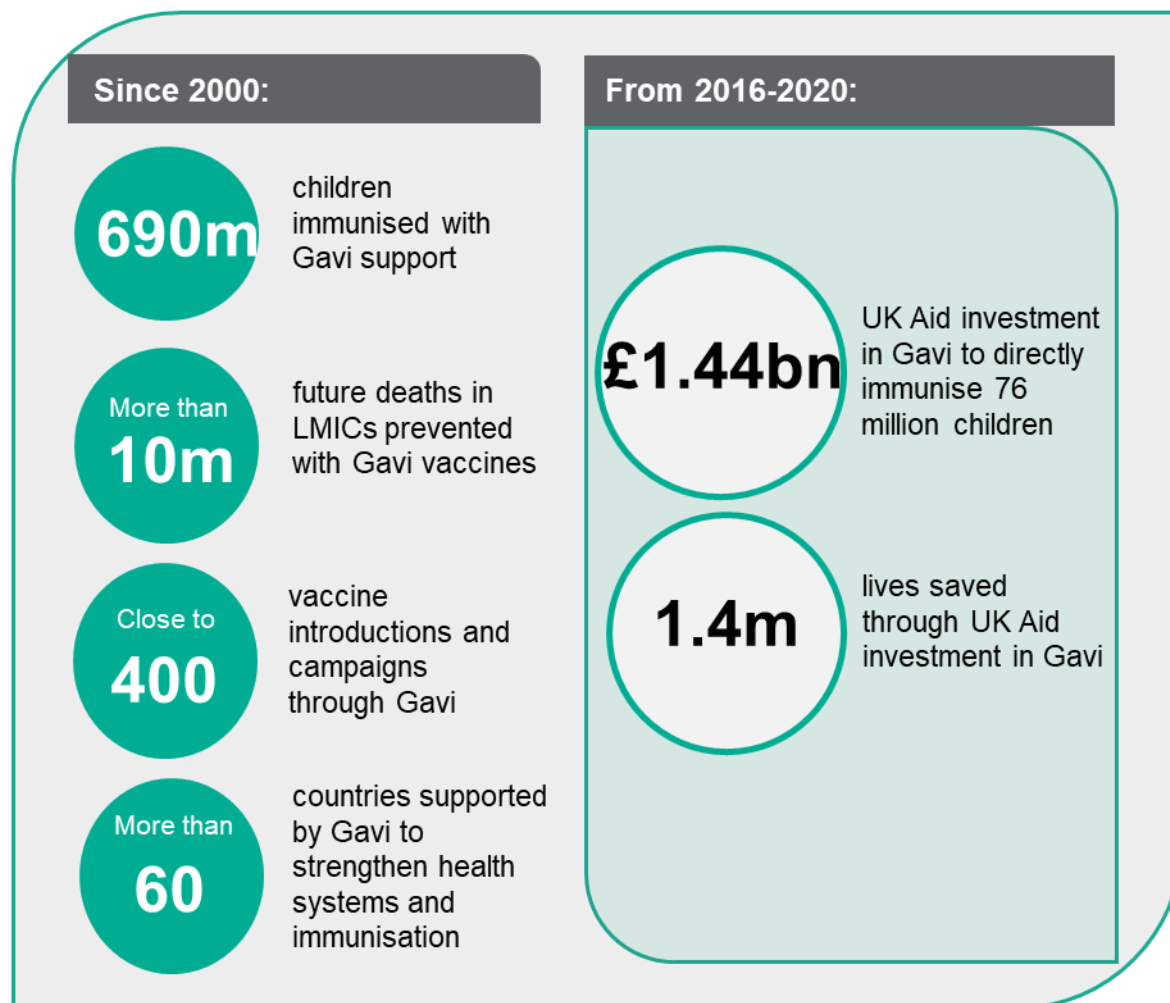 Since 2000:
690m
children
immunised with
Gavi support
More than
10m
future deaths in
LMICs prevented
with Gavi vaccines
Close to
400
vaccine
introductions and
campaigns
through Gavi
More than
60
countries supported
by Gavi to
strengthen health
systems and
immunisation
From 2016-2020:
£1.44bn
UK Aid investment
in Gavi to directly
immunise 76
million children
1.4m
lives saved
through UK Aid
investment in Gavi